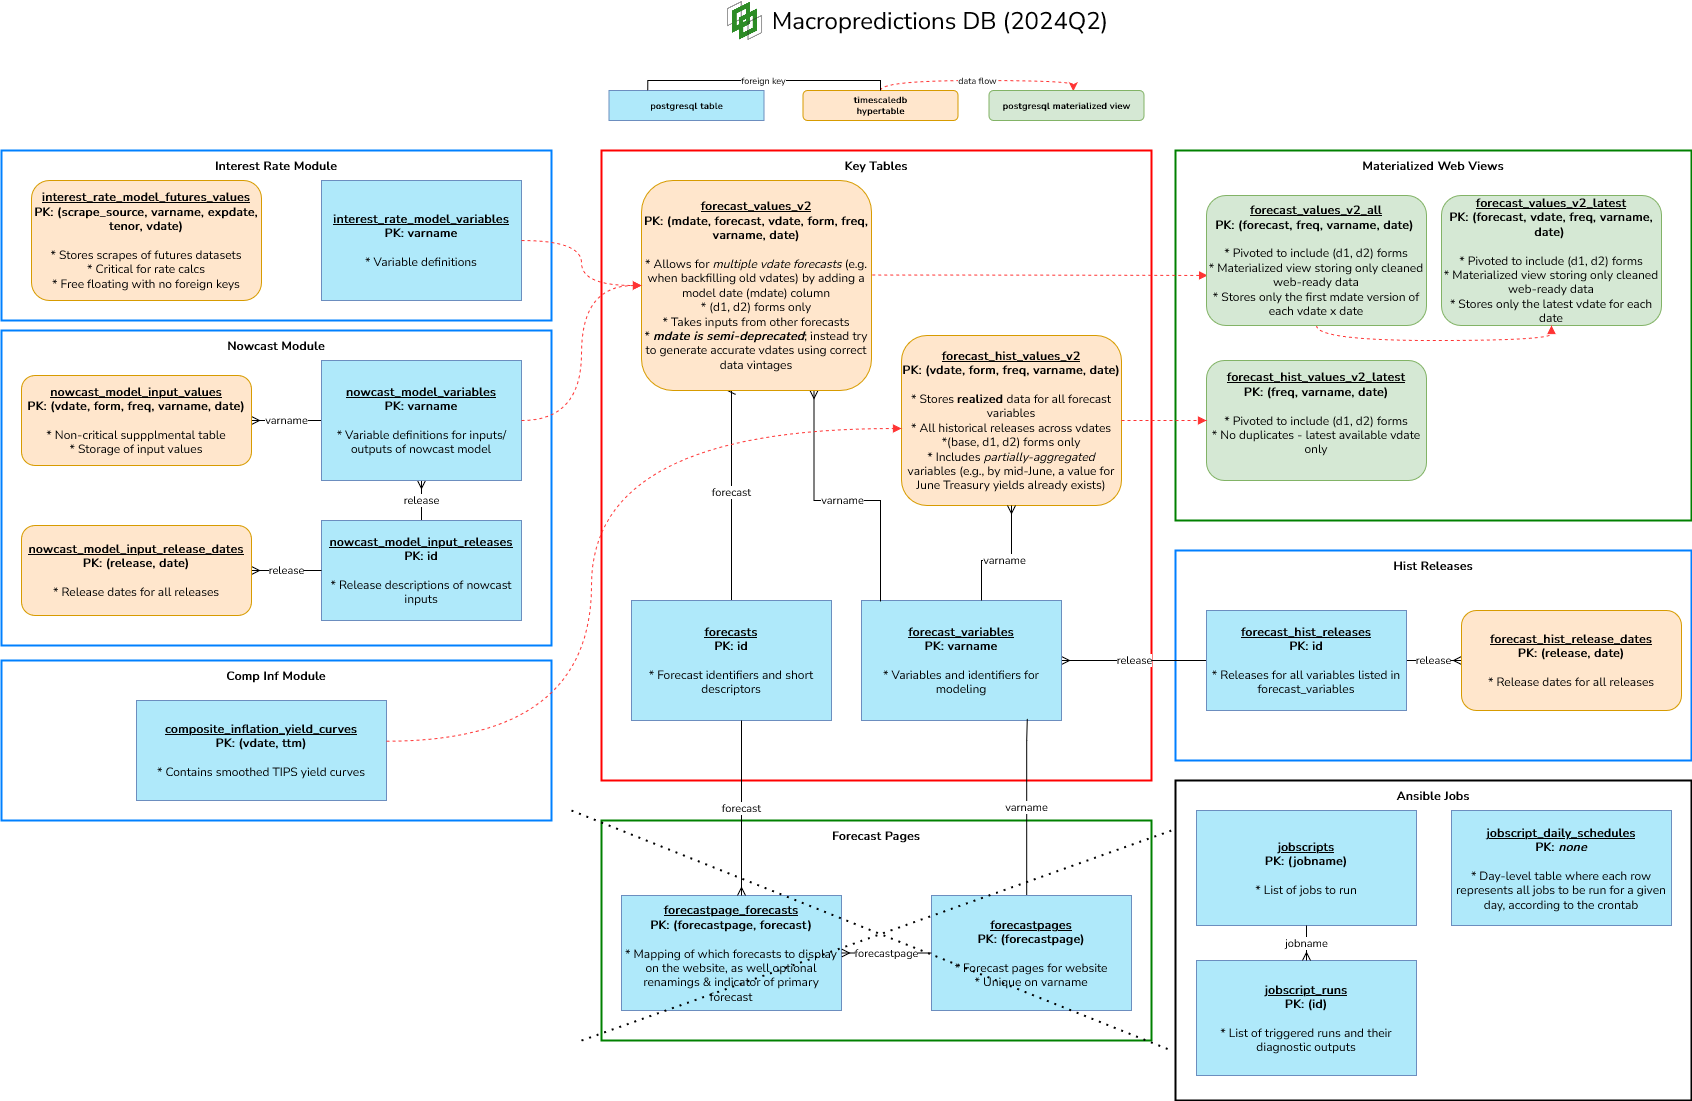 Macropredictions DB (2024Q2)
foreign key
data flow
postgresql table
timescaledb
hypertable
postgresql materialized view
Interest Rate Module
interest_rate_model_futures_values
PK: (scrape_source, varname, expdate,
tenor, vdate)
* Stores scrapes of futures datasets
* Critical for rate calcs
* Free floating with no foreign keys
interest_rate_model_variables
PK: varname
* Variable definitions
Nowcast Module
nowcast_model_input_values
PK: (vdate, form, freq, varname, date)
* Non-critical suppplmental table
* Storage of input values
varname
nowcast_model_variables
PK: varname
* Variable definitions for inputs/
outputs of nowcast model
release
nowcast_model_input_release_dates
PK: (release, date)
* Release dates for all releases
release
nowcast_model_input_releases
PK: id
* Release descriptions of nowcast
inputs
Comp Inf Module
composite_inflation_yield_curves
PK: (vdate, ttm)
* Contains smoothed TIPS yield curves
Key Tables
forecast_values_v2
PK: (mdate, forecast, vdate, form, freq,
varname, date)
* Allows for multiple vdate forecasts (e.g.
when backfilling old vdates) by adding a
model date (mdate) column
* (d1, d2) forms only
* Takes inputs from other forecasts
* mdate is semi-deprecated; instead try
to generate accurate vdates using correct
data vintages
forecast_hist_values_v2
PK: (vdate, form, freq, varname, date)
* Stores realized data for all forecast
variables
* All historical releases across vdates
*(base, d1, d2) forms only
* Includes partially-aggregated
variables (e.g., by mid-June, a value for
June Treasury yields already exists)
forecast
varname
varname
forecasts
PK: id
* Forecast identifiers and short
descriptors
forecast_variables
PK: varname
* Variables and identifiers for
modeling
release
forecast
varname
Forecast Pages
forecastpage_forecasts
PK: (forecastpage, forecast)
* Mapping of which forecasts to display
on the website, as well optional
renamings & indicator of primary
forecast
forecastpage
forecastpages
PK: (forecastpage)
* Forecast pages for website
* Unique on varname
Materialized Web Views
forecast_values_v2_all
PK: (forecast, freq, varname, date)
* Pivoted to include (d1, d2) forms
* Materialized view storing only cleaned
web-ready data
* Stores only the first mdate version of
each vdate x date
forecast_values_v2_latest
PK: (forecast, vdate, freq, varname,
date)
* Pivoted to include (d1, d2) forms
* Materialized view storing only cleaned
web-ready data
* Stores only the latest vdate for each
date
forecast_hist_values_v2_latest
PK: (freq, varname, date)
* Pivoted to include (d1, d2) forms
* No duplicates - latest available vdate
only
Hist Releases
forecast_hist_releases
PK: id
* Releases for all variables listed in
forecast_variables
release
forecast_hist_release_dates
PK: (release, date)
* Release dates for all releases
Ansible Jobs
jobscripts
PK: (jobname)
* List of jobs to run
jobscript_daily_schedules
PK: none
* Day-level table where each row
represents all jobs to be run for a given
day, according to the crontab
jobname
jobscript_runs
PK: (id)
* List of triggered runs and their
diagnostic outputs